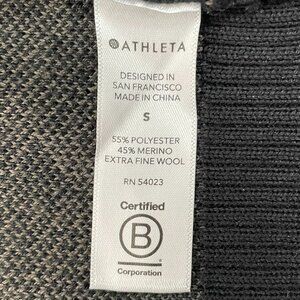 ATHLETA
DESIGNED IN
SAN FRANCISCO
MADE IN CHINA
S
55% POLYESTER
45% MERINO
EXTRA FINE WOOL
RN 54023
Certified
B
Corporation